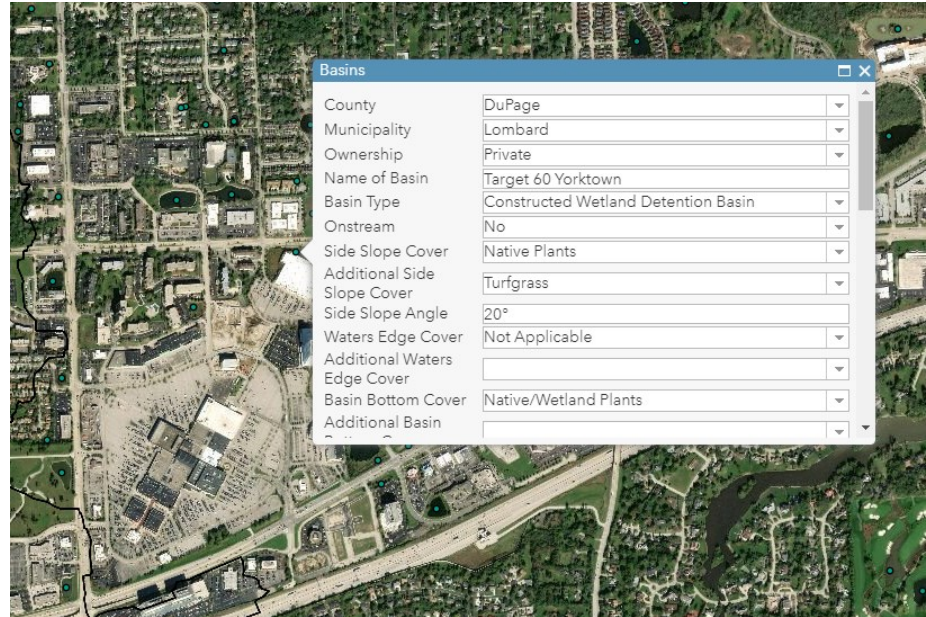 Basins
County DuPage
Municipality Lombard
Ownership Private
Name of Basin Target 60 Yorktown
Basin Type Constructed Wetland Detention Basin
Onstream No
Side Slope Cover Native Plants
Additional Side
Slope Cover Turfgrass
Side Slope Angle 20°
Waters Edge Cover Not Applicable
Additional Waters
Edge Cover
Basin Bottom Cover Native/Wetland Plants
Additional Basin